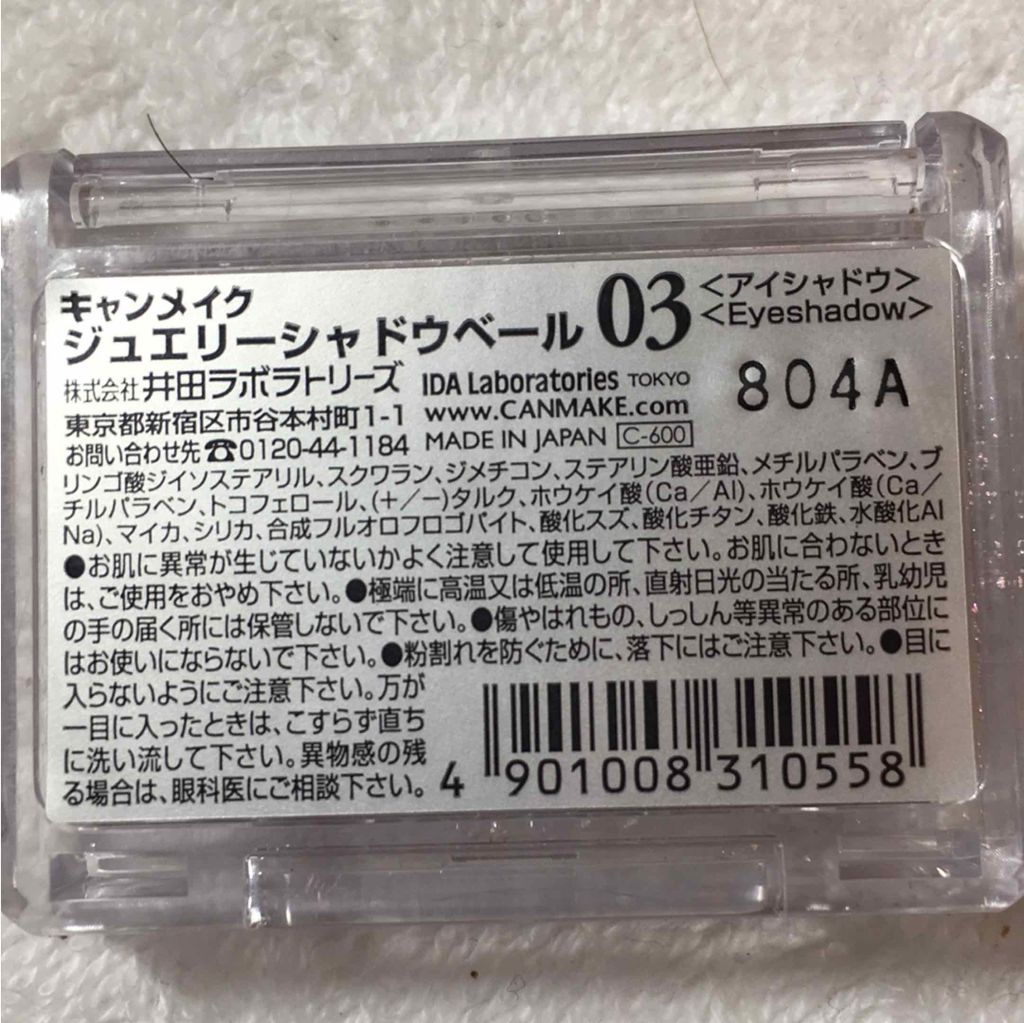 キャンメイク
ジュエリーシャドウベール 03 <アイシャドウ>
<Eyeshadow>
株式会社 井田ラボラトリーズ IDA Laboratories TOKYO
804A
東京都新宿区市谷本村町1-1 www.CANMAKE.com
お問い合わせ先☎0120-44-1184 MADE IN JAPAN C-600
リンゴ酸ジイソステアリル、スクワラン、ジメチコン、ステアリン酸亜鉛、メチルパラベン、ブ
チルパラベン、トコフェロール、(+/−)タルク、ホウケイ酸(Ca/Al)、ホウケイ酸(Ca/
Na)、マイカ、シリカ、合成フルオロフロゴパイト、酸化スズ、酸化チタン、酸化鉄、水酸化Al
●お肌に異常が生じていないかよく注意して使用して下さい。お肌に合わないとき
は、ご使用をおやめ下さい。●極端に高温又は低温の所、直射日光の当たる所、乳幼児
の手の届く所には保管しないで下さい。●傷やはれもの、しっしん等異常のある部位に
はお使いにならないで下さい。●粉割れを防ぐために、落下にはご注意下さい。●目に
入らないようにご注意下さい。万が
一目に入ったときは、こすらず直ち
に洗い流して下さい。異物感の残
る場合は、眼科医にご相談下さい。
4 901008 310558